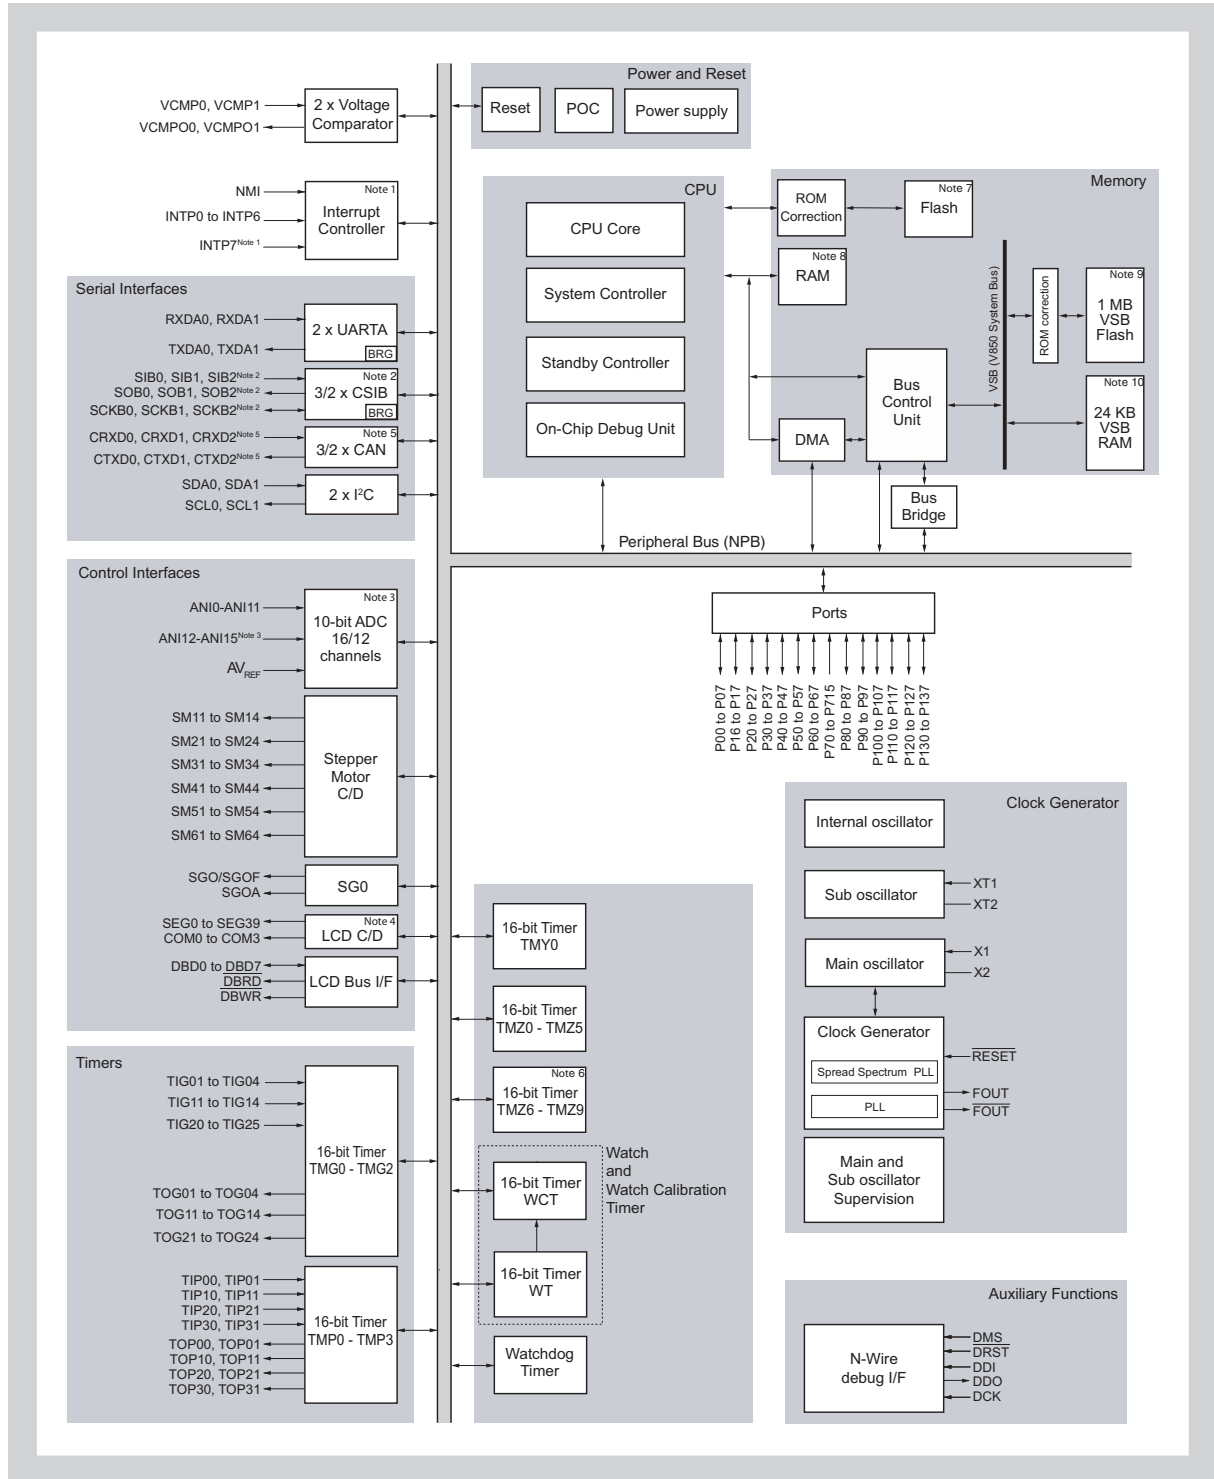 Power and Reset
Reset
POC
Power supply
VCMP0, VCMP1
VCMPO0, VCMPO1
2 x Voltage
Comparator
NMI
INTP0 to INTP6
INTP7Note 1
Note 1
Interrupt
Controller
CPU
CPU Core
System Controller
Standby Controller
On-Chip Debug Unit
Memory
ROM
Correction
Note 7
Flash
Note 8
RAM
VSB (V850 System Bus)
ROM correction
Note 9
1 MB
VSB
Flash
Note 10
24 KB
VSB
RAM
Bus
Control
Unit
DMA
Bus
Bridge
Peripheral Bus (NPB)
Serial Interfaces
RXDA0, RXDA1
TXDA0, TXDA1
2 x UARTA
BRG
SIB0, SIB1, SIB2Note 2
SOB0, SOB1, SOB2Note 2
SCKB0, SCKB1, SCKB2Note 2
Note 2
3/2 x CSIB
BRG
CRXD0, CRXD1, CRXD2Note 5
CTXD0, CTXD1, CTXD2Note 5
Note 5
3/2 x CAN
SDA0, SDA1
SCL0, SCL1
2 x I²C
Control Interfaces
ANI0-ANI11
ANI12-ANI15Note 3
AVREF
Note 3
10-bit ADC
16/12
channels
SM11 to SM14
SM21 to SM24
SM31 to SM34
SM41 to SM44
SM51 to SM54
SM61 to SM64
Stepper
Motor
C/D
SGO/SGOF
SGOA
SG0
SEG0 to SEG39
COM0 to COM3
Note 4
LCD C/D
DBD0 to DBD7
DBRD
DBWR
LCD Bus I/F
Ports
P00 to P07
P16 to P17
P20 to P27
P30 to P37
P40 to P47
P50 to P57
P60 to P67
P70 to P715
P80 to P87
P90 to P97
P100 to P107
P110 to P117
P120 to P127
P130 to P137
Clock Generator
Internal oscillator
Sub oscillator
XT1
XT2
Main oscillator
X1
X2
Clock Generator
Spread Spectrum PLL
PLL
RESET
FOUT
FOUT
Main and
Sub oscillator
Supervision
Timers
TIG01 to TIG04
TIG11 to TIG14
TIG20 to TIG25
TOG01 to TOG04
TOG11 to TOG14
TOG21 to TOG24
16-bit Timer
TMG0 - TMG2
TIP00, TIP01
TIP10, TIP11
TIP20, TIP21
TIP30, TIP31
TOP00, TOP01
TOP10, TOP11
TOP20, TOP21
TOP30, TOP31
16-bit Timer
TMP0 - TMP3
16-bit Timer
TMY0
16-bit Timer
TMZ0 - TMZ5
Note 6
16-bit Timer
TMZ6 - TMZ9
Watch
and
Watch Calibration
Timer
16-bit Timer
WCT
16-bit Timer
WT
Watchdog
Timer
Auxiliary Functions
N-Wire
debug I/F
DMS
DRST
DDI
DDO
DCK